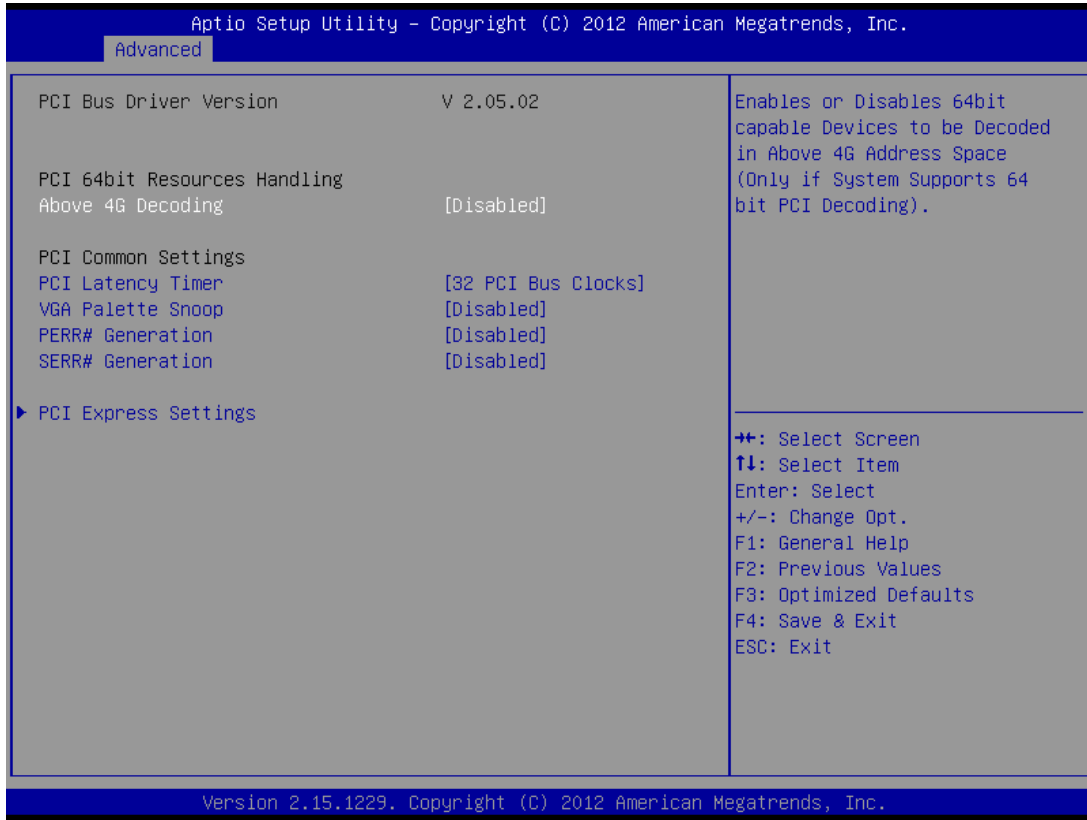 Aptio Setup Utility – Copyright (C) 2012 American Megatrends, Inc.
Advanced
PCI Bus Driver Version V 2.05.02
PCI 64bit Resources Handling
Above 4G Decoding [Disabled]
PCI Common Settings
PCI Latency Timer [32 PCI Bus Clocks]
VGA Palette Snoop [Disabled]
PERR# Generation [Disabled]
SERR# Generation [Disabled]
▶ PCI Express Settings
Enables or Disables 64bit
capable Devices to be Decoded
in Above 4G Address Space
(Only if System Supports 64
bit PCI Decoding).
→←: Select Screen
↑↓: Select Item
Enter: Select
+/-: Change Opt.
F1: General Help
F2: Previous Values
F3: Optimized Defaults
F4: Save & Exit
ESC: Exit
Version 2.15.1229. Copyright (C) 2012 American Megatrends, Inc.